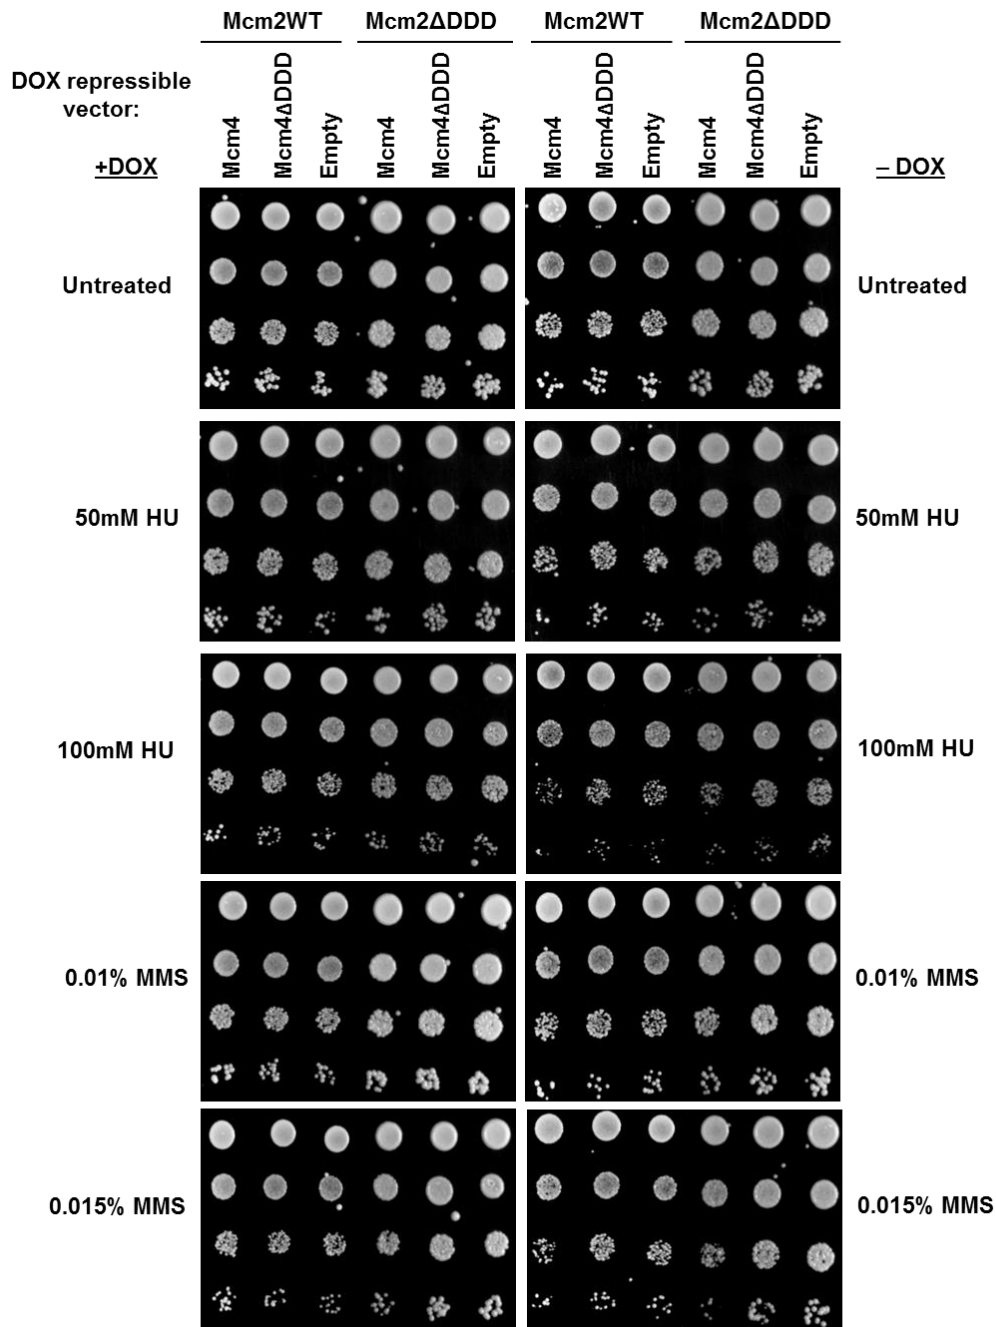 Mcm2WT Mcm2ΔDDD Mcm2WT Mcm2ΔDDD
DOX repressible
vector:
Mcm4 Mcm4ΔDDD Empty Mcm4 Mcm4ΔDDD Empty Mcm4 Mcm4ΔDDD Empty Mcm4 Mcm4ΔDDD Empty
+DOX – DOX
Untreated Untreated
50mM HU 50mM HU
100mM HU 100mM HU
0.01% MMS 0.01% MMS
0.015% MMS 0.015% MMS